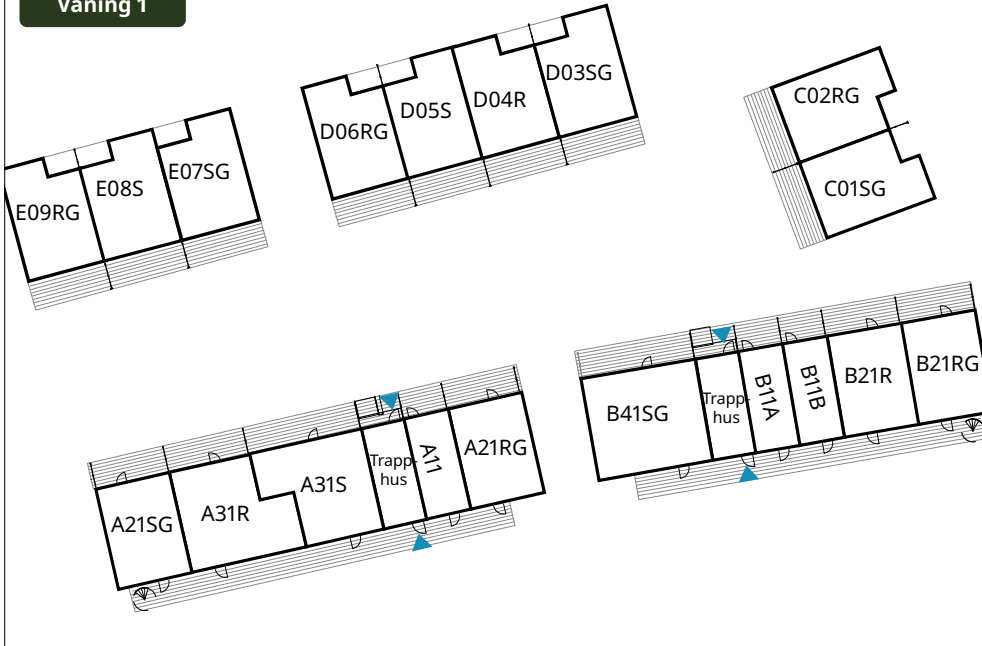 Våning 1
D03SG
D04R
D05S
D06RG
C02RG
C01SG
E07SG
E08S
E09RG
B41SG
Trapp-
hus
B11A
B11B
B21R
B21RG
A21SG
A31R
A31S
Trapp-
hus
A11
A21RG